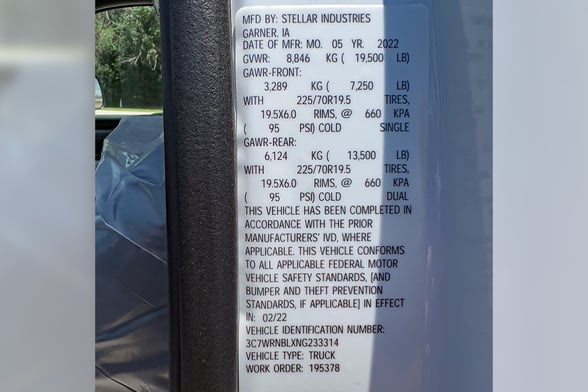 MFD BY: STELLAR INDUSTRIES
GARNER, IA
DATE OF MFR: MO. 05 YR. 2022
GVWR: 8,846 KG ( 19,500 LB)
GAWR-FRONT:
3,289 KG ( 7,250 LB)
WITH 225/70R19.5 TIRES,
19.5X6.0 RIMS, @ 660 KPA
( 95 PSI) COLD SINGLE
GAWR-REAR:
6,124 KG ( 13,500 LB)
WITH 225/70R19.5 TIRES,
19.5X6.0 RIMS, @ 660 KPA
( 95 PSI) COLD DUAL
THIS VEHICLE HAS BEEN COMPLETED IN
ACCORDANCE WITH THE PRIOR
MANUFACTURERS' IVD, WHERE
APPLICABLE. THIS VEHICLE CONFORMS
TO ALL APPLICABLE FEDERAL MOTOR
VEHICLE SAFETY STANDARDS, [AND
BUMPER AND THEFT PREVENTION
STANDARDS, IF APPLICABLE] IN EFFECT
IN: 02/22
VEHICLE IDENTIFICATION NUMBER:
3C7WRNBLXNG233314
VEHICLE TYPE: TRUCK
WORK ORDER: 195378